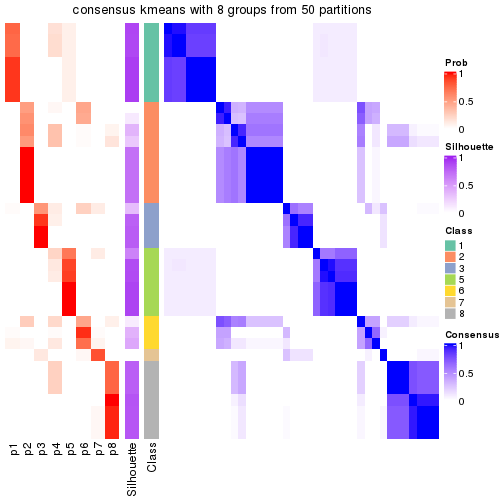 consensus kmeans with 8 groups from 50 partitions
Prob
1
0.5
0
Silhouette
1
0.5
0
Class
1
2
3
5
6
7
8
Consensus
1
0.5
0
p1
p2
p3
p4
p5
p6
p7
p8
Silhouette
Class